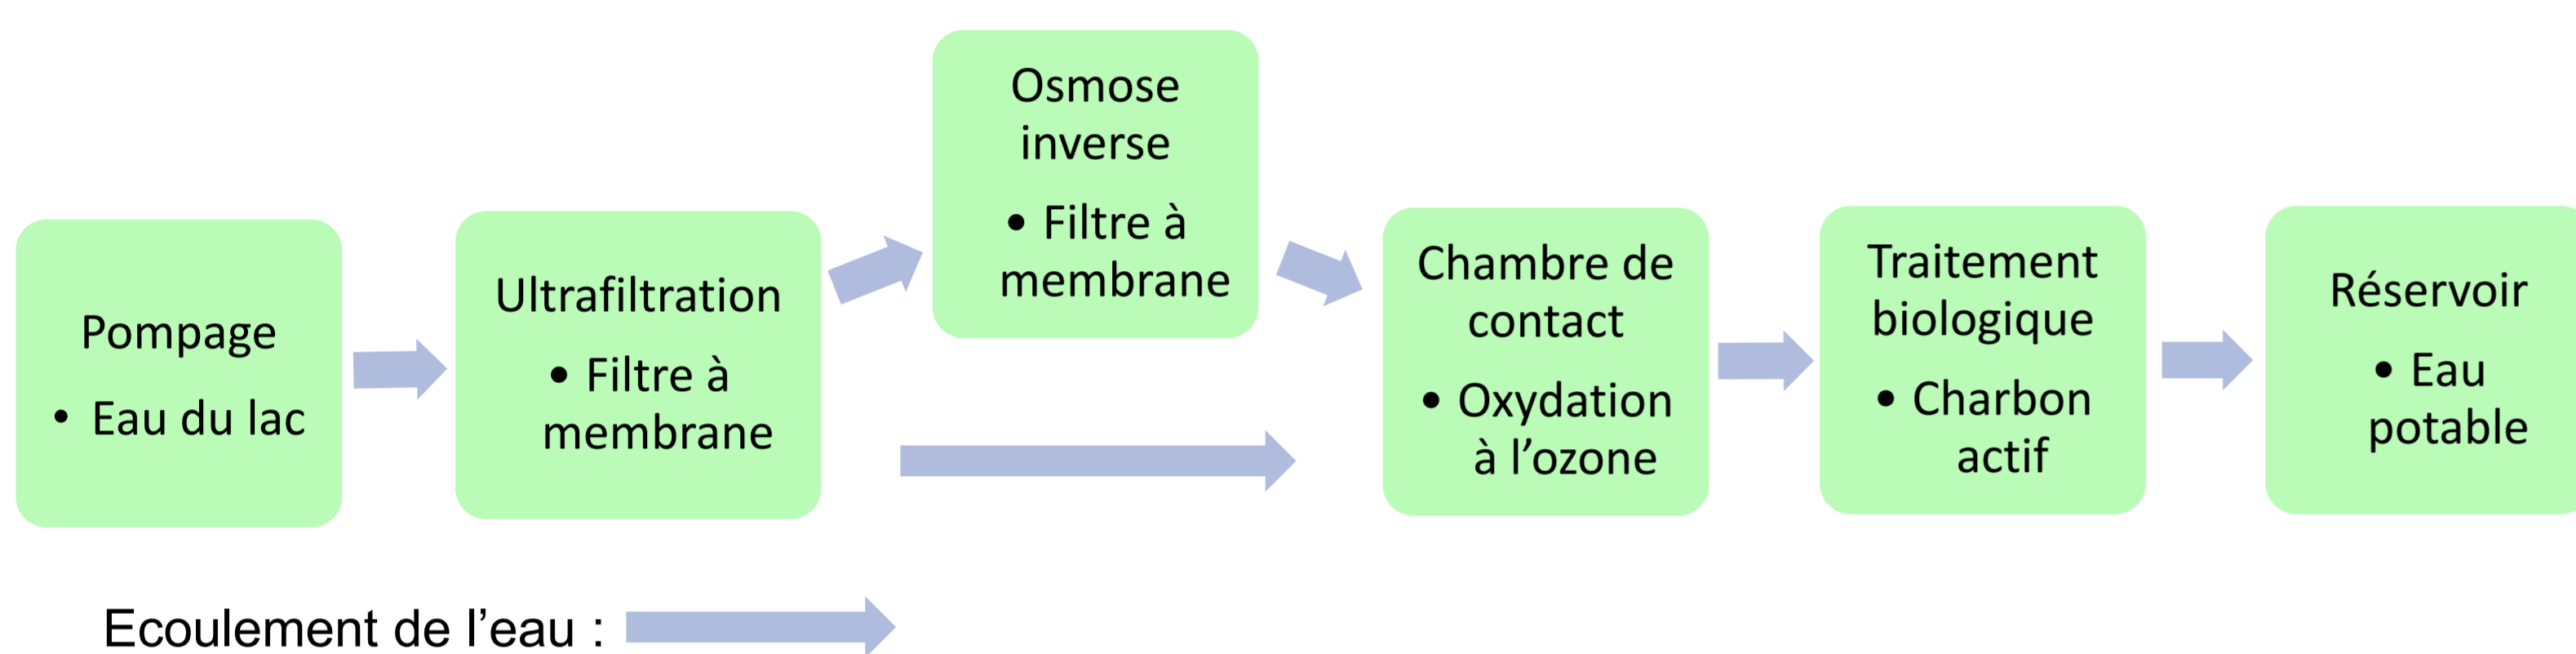 Pompage
• Eau du lac
Ultrafiltration
• Filtre à
membrane
Osmose
inverse
• Filtre à
membrane
Chambre de
contact
• Oxydation
à l’ozone
Traitement
biologique
• Charbon
actif
Réservoir
• Eau
potable
Ecoulement de l’eau :